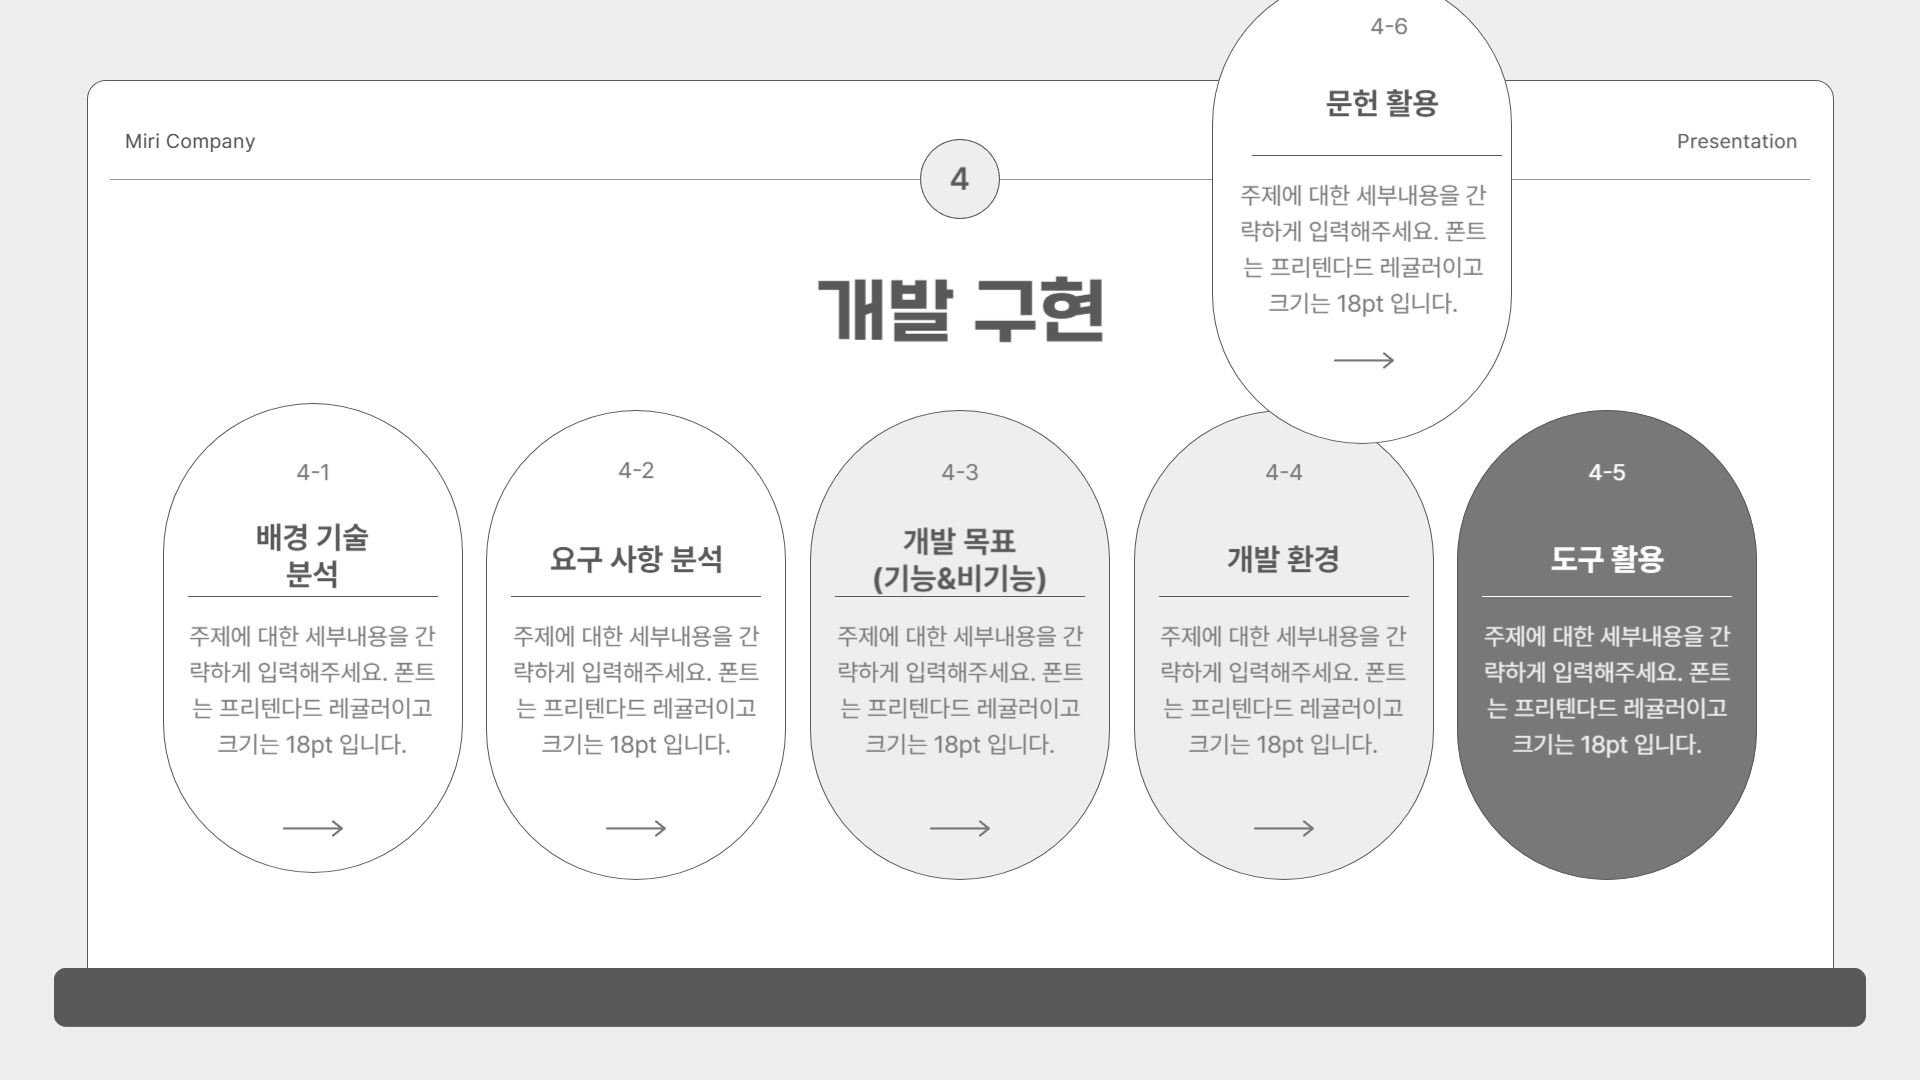 Miri Company
Presentation
4
개발 구현
4-1
배경 기술
분석
주제에 대한 세부내용을 간
략하게 입력해주세요. 폰트
는 프리텐다드 레귤러이고
크기는 18pt 입니다.
4-2
요구 사항 분석
주제에 대한 세부내용을 간
략하게 입력해주세요. 폰트
는 프리텐다드 레귤러이고
크기는 18pt 입니다.
4-3
개발 목표
(기능&비기능)
주제에 대한 세부내용을 간
략하게 입력해주세요. 폰트
는 프리텐다드 레귤러이고
크기는 18pt 입니다.
4-4
개발 환경
주제에 대한 세부내용을 간
략하게 입력해주세요. 폰트
는 프리텐다드 레귤러이고
크기는 18pt 입니다.
4-5
도구 활용
주제에 대한 세부내용을 간
략하게 입력해주세요. 폰트
는 프리텐다드 레귤러이고
크기는 18pt 입니다.
4-6
문헌 활용
주제에 대한 세부내용을 간
략하게 입력해주세요. 폰트
는 프리텐다드 레귤러이고
크기는 18pt 입니다.